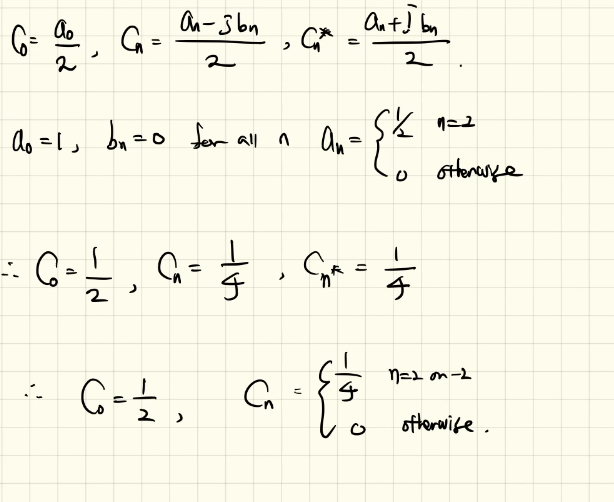 C₀ = a₀/2 , Cₙ = (aₙ - jbₙ)/2 , Cₙ* = (aₙ + jbₙ)/2 .
a₀ = 1 , bₙ = 0 for all n aₙ = { 1/2 n=2
0 otherwise
∴ C₀ = 1/2 , Cₙ = 1/4 , Cₙ* = 1/4
∴ C₀ = 1/2 , Cₙ = { 1/4 n=2 or -2
0 otherwise .